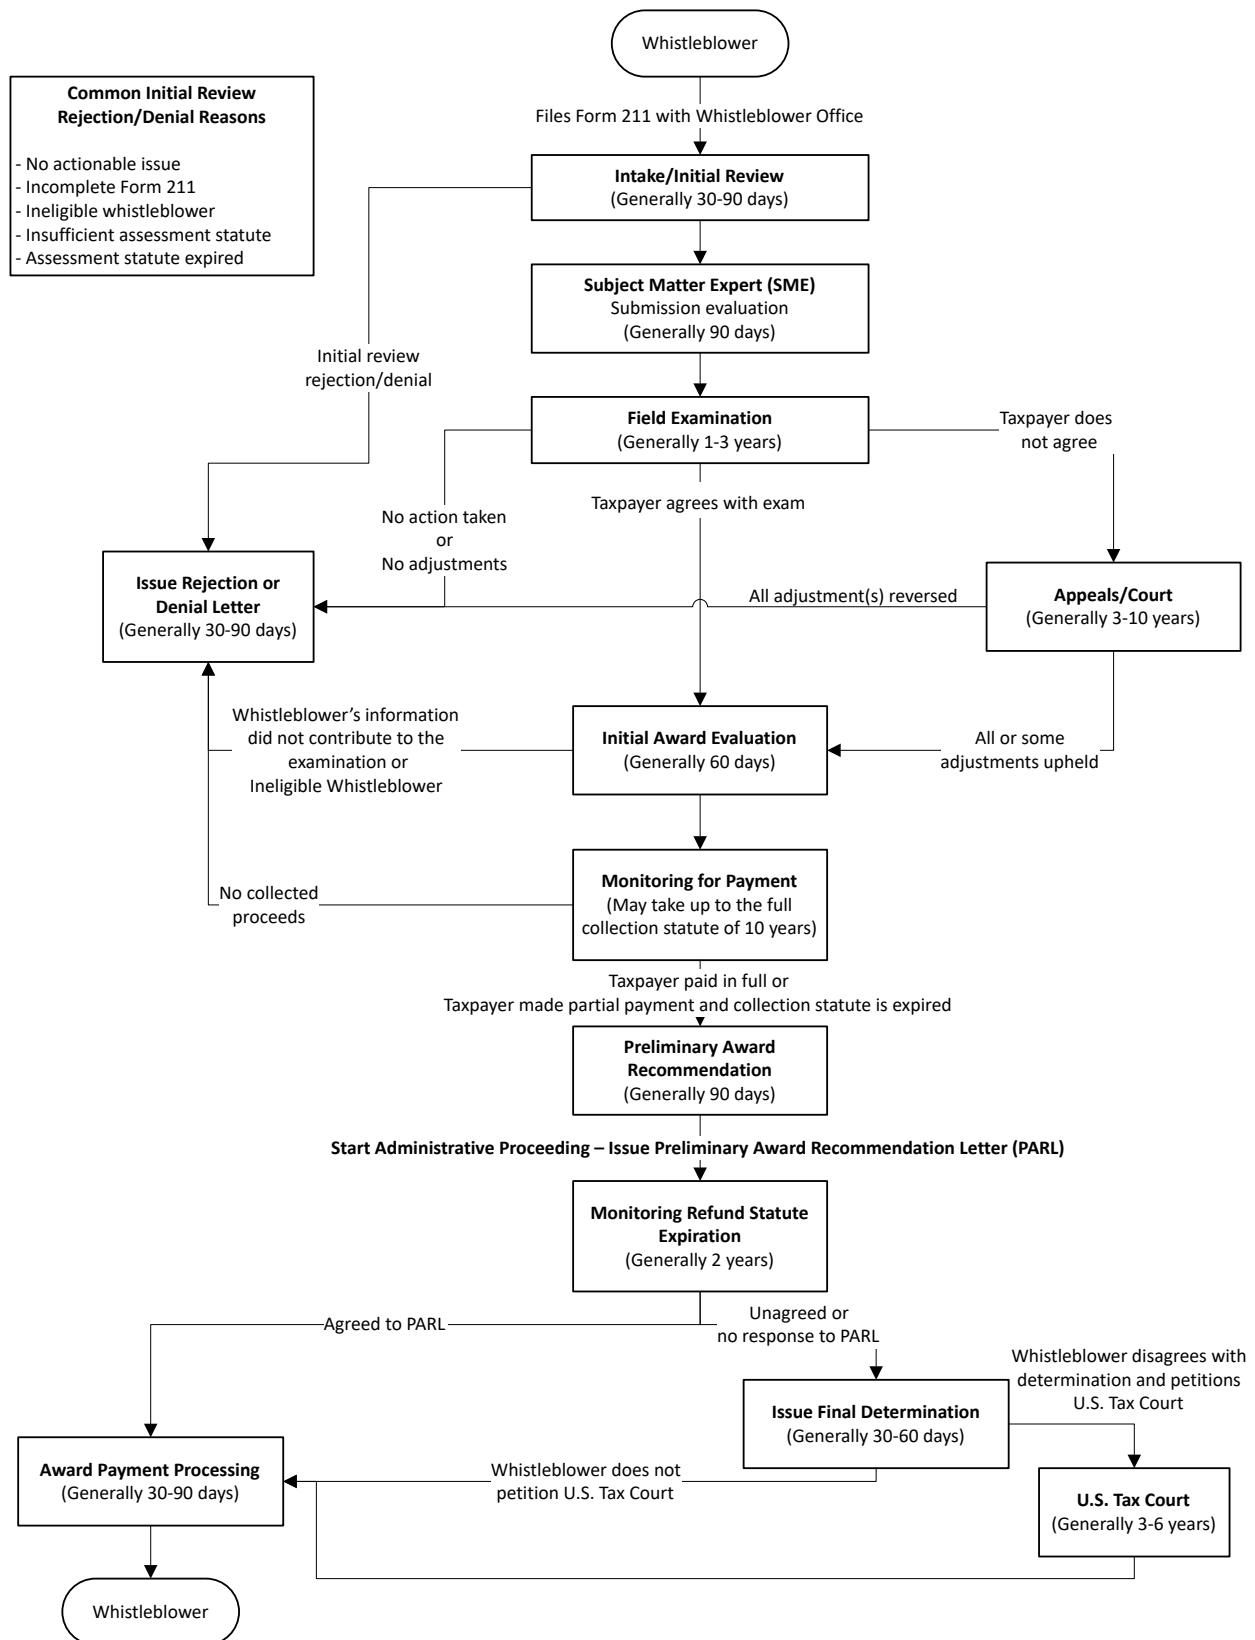 Whistleblower
Common Initial Review
Rejection/Denial Reasons
- No actionable issue
- Incomplete Form 211
- Ineligible whistleblower
- Insufficient assessment statute
- Assessment statute expired
Files Form 211 with Whistleblower Office
Intake/Initial Review
(Generally 30-90 days)
Subject Matter Expert (SME)
Submission evaluation
(Generally 90 days)
Initial review
rejection/denial
Field Examination
(Generally 1-3 years)
Taxpayer does
not agree
Taxpayer agrees with exam
No action taken
or
No adjustments
Issue Rejection or
Denial Letter
(Generally 30-90 days)
All adjustment(s) reversed
Appeals/Court
(Generally 3-10 years)
Whistleblower’s information
did not contribute to the
examination or
Ineligible Whistleblower
Initial Award Evaluation
(Generally 60 days)
All or some
adjustments upheld
Monitoring for Payment
(May take up to the full
collection statute of 10 years)
No collected
proceeds
Taxpayer paid in full or
Taxpayer made partial payment and collection statute is expired
Preliminary Award
Recommendation
(Generally 90 days)
Start Administrative Proceeding – Issue Preliminary Award Recommendation Letter (PARL)
Monitoring Refund Statute
Expiration
(Generally 2 years)
Agreed to PARL
Unagreed or
no response to PARL
Whistleblower disagrees with
determination and petitions
U.S. Tax Court
Issue Final Determination
(Generally 30-60 days)
Award Payment Processing
(Generally 30-90 days)
Whistleblower does not
petition U.S. Tax Court
U.S. Tax Court
(Generally 3-6 years)
Whistleblower